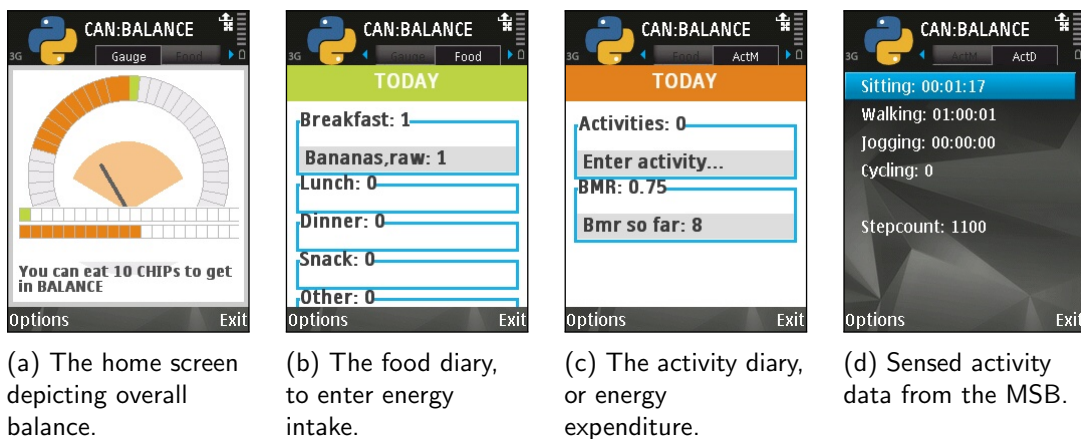 CAN:BALANCE
3G
Gauge Food
You can eat 10 CHIPs to get
in BALANCE
Options Exit
(a) The home screen
depicting overall
balance.
CAN:BALANCE
3G
Gauge Food
TODAY
Breakfast: 1
Bananas,raw: 1
Lunch: 0
Dinner: 0
Snack: 0
Other: 0
Options Exit
(b) The food diary,
to enter energy
intake.
CAN:BALANCE
3G
Food ActM
TODAY
Activities: 0
Enter activity...
BMR: 0.75
Bmr so far: 8
Options Exit
(c) The activity diary,
or energy
expenditure.
CAN:BALANCE
3G
ActM ActD
Sitting: 00:01:17
Walking: 01:00:01
Jogging: 00:00:00
Cycling: 0
Stepcount: 1100
Options Exit
(d) Sensed activity
data from the MSB.